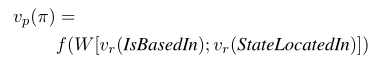 v_p(π) =
f(W[v_r(IsBasedIn); v_r(StateLocatedIn)])